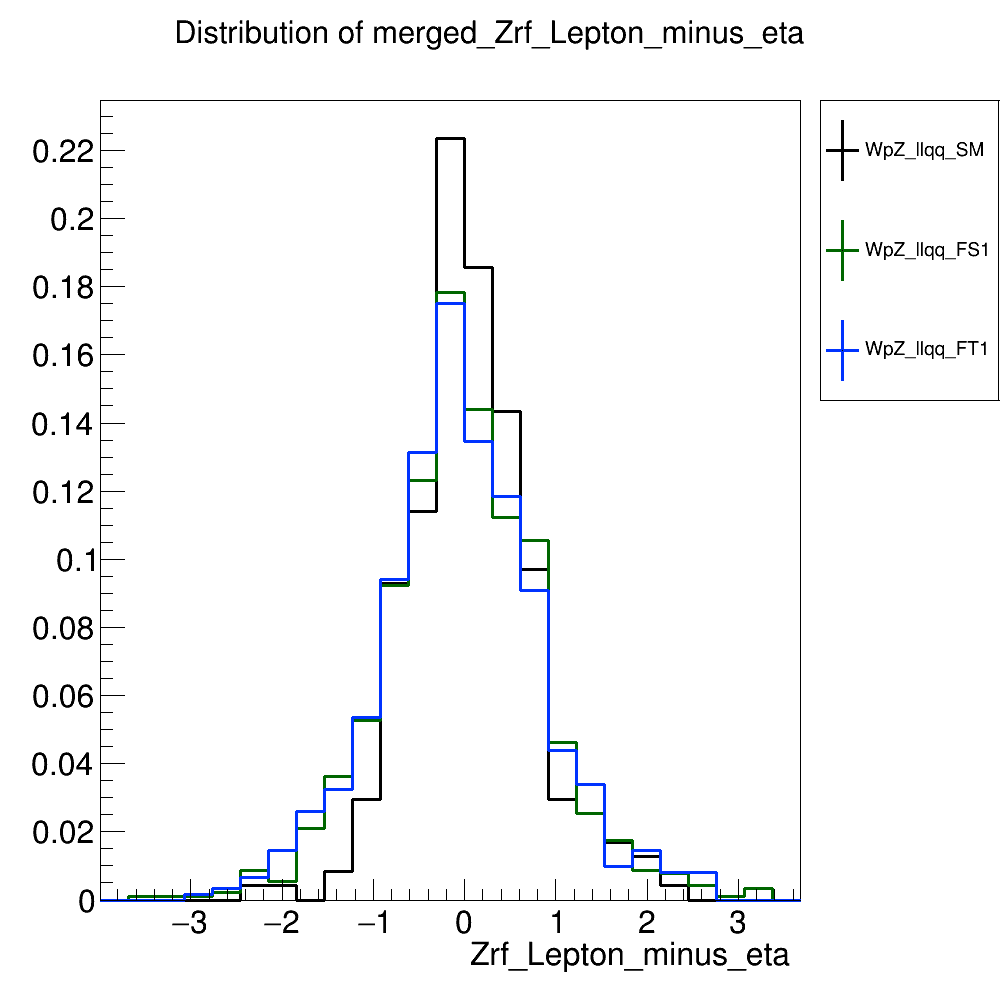 Distribution of merged_Zrf_Lepton_minus_eta
WpZ_llqq_SM
WpZ_llqq_FS1
WpZ_llqq_FT1
0.22
0.2
0.18
0.16
0.14
0.12
0.1
0.08
0.06
0.04
0.02
0
−3 −2 −1 0 1 2 3
Zrf_Lepton_minus_eta